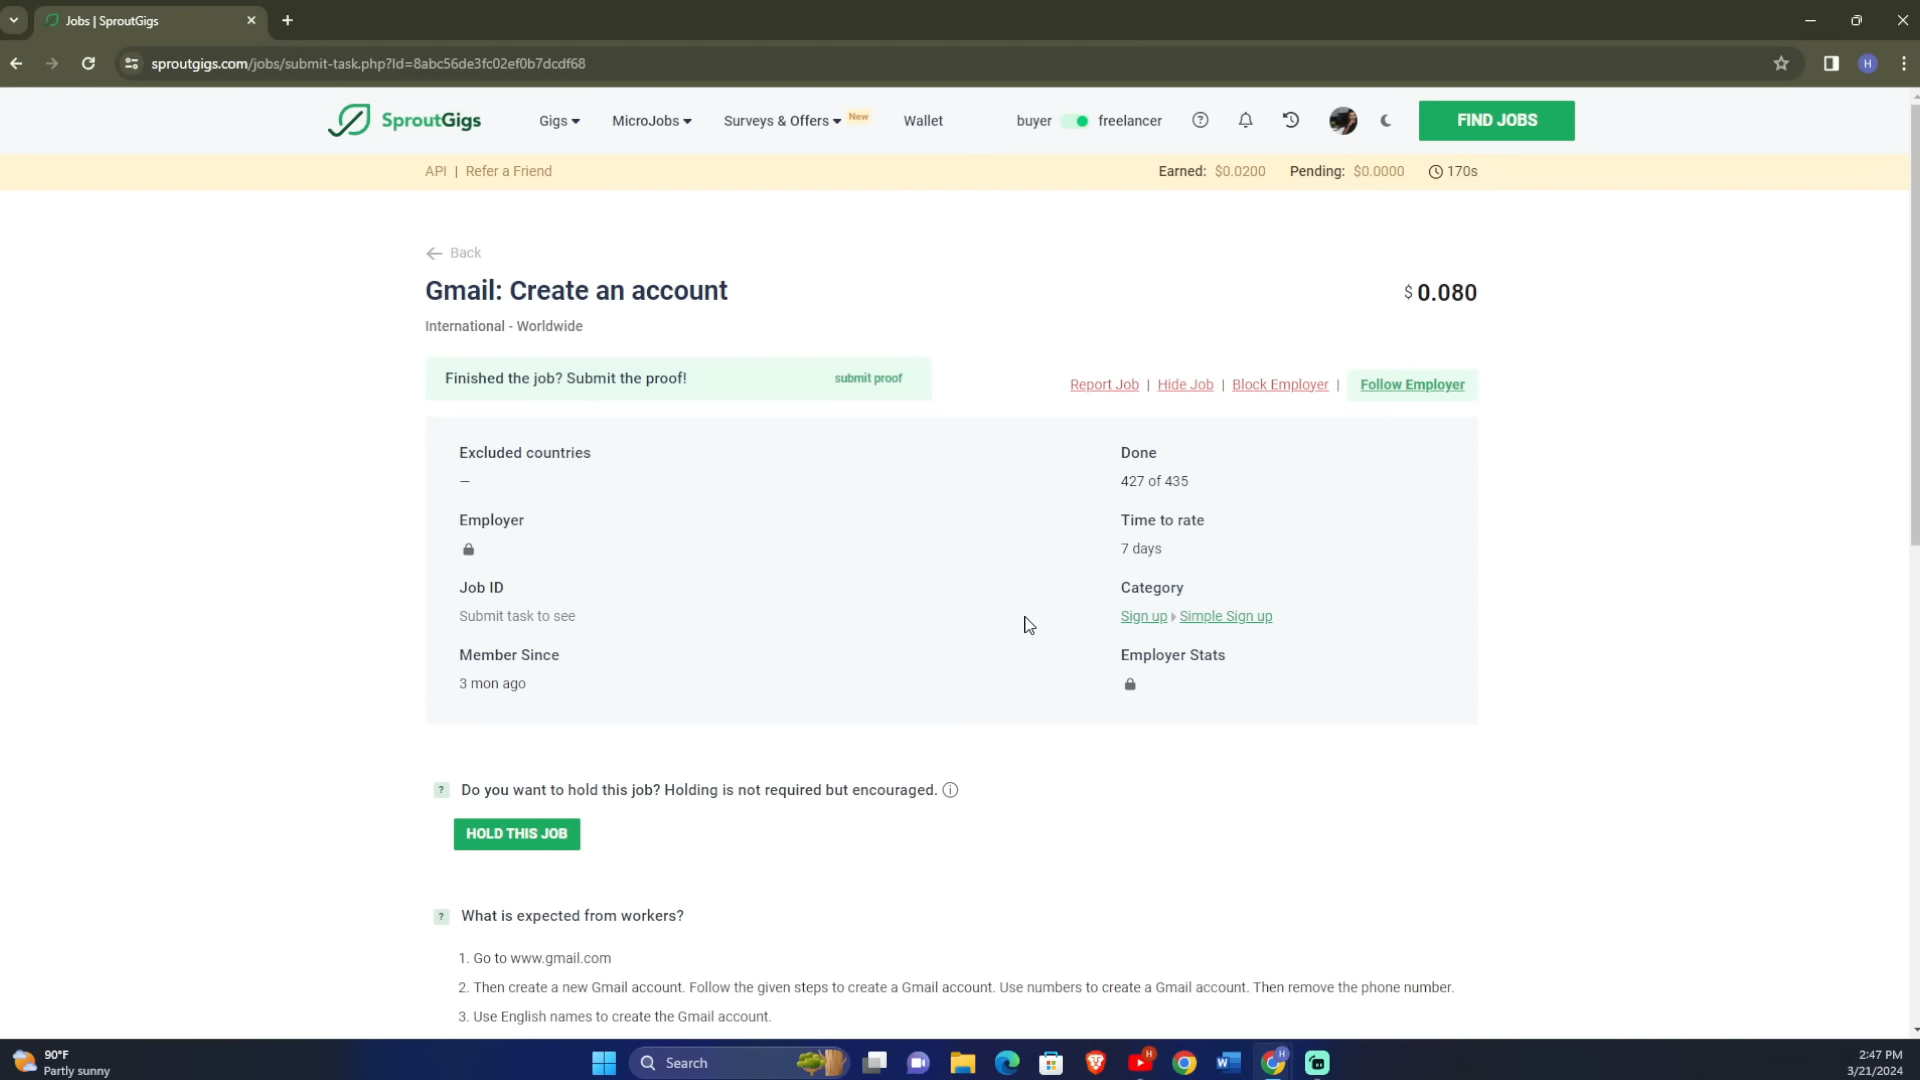 Jobs | SproutGigs
sproutgigs.com/jobs/submit-task.php?Id=8abc56de3fc02ef0b7dcdf68
H
SproutGigs
Gigs
MicroJobs
Surveys & Offers
New
Wallet
buyer
freelancer
FIND JOBS
API | Refer a Friend
Earned: $0.0200 Pending: $0.0000 170s
Back
Gmail: Create an account
$ 0.080
International - Worldwide
Finished the job? Submit the proof! submit proof
Report Job | Hide Job | Block Employer | Follow Employer
Excluded countries
–
Done
427 of 435
Employer
Time to rate
7 days
Job ID
Submit task to see
Category
Sign up Simple Sign up
Member Since
3 mon ago
Employer Stats
? Do you want to hold this job? Holding is not required but encouraged.
HOLD THIS JOB
? What is expected from workers?
1. Go to www.gmail.com
2. Then create a new Gmail account. Follow the given steps to create a Gmail account. Use numbers to create a Gmail account. Then remove the phone number.
3. Use English names to create the Gmail account.
90°F
Partly sunny
Search
H
H
2:47 PM
3/21/2024